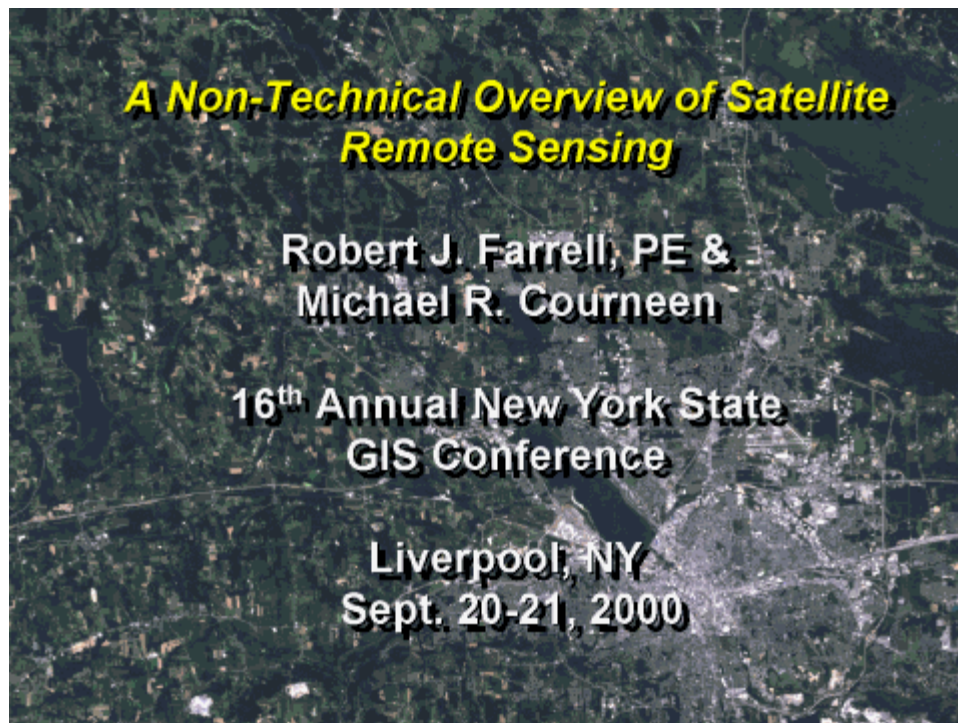 A Non-Technical Overview of Satellite
Remote Sensing
Robert J. Farrell, PE &
Michael R. Courneen
16th Annual New York State
GIS Conference
Liverpool, NY
Sept. 20-21, 2000